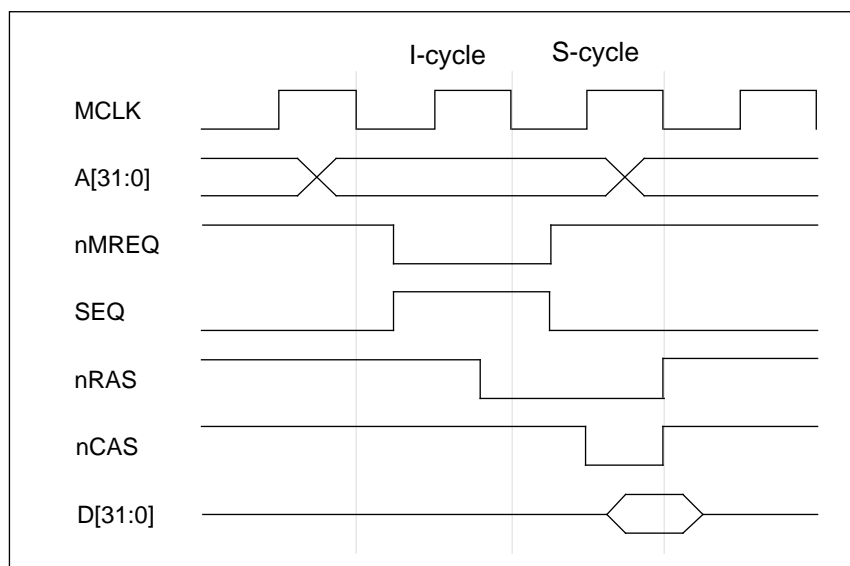 I-cycle S-cycle
MCLK
A[31:0]
nMREQ
SEQ
nRAS
nCAS
D[31:0]